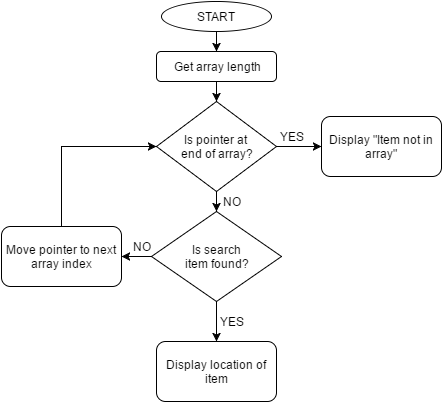 START
Get array length
Is pointer at
end of array?
YES
Display "Item not in
array"
NO
Is search
item found?
NO
Move pointer to next
array index
YES
Display location of
item